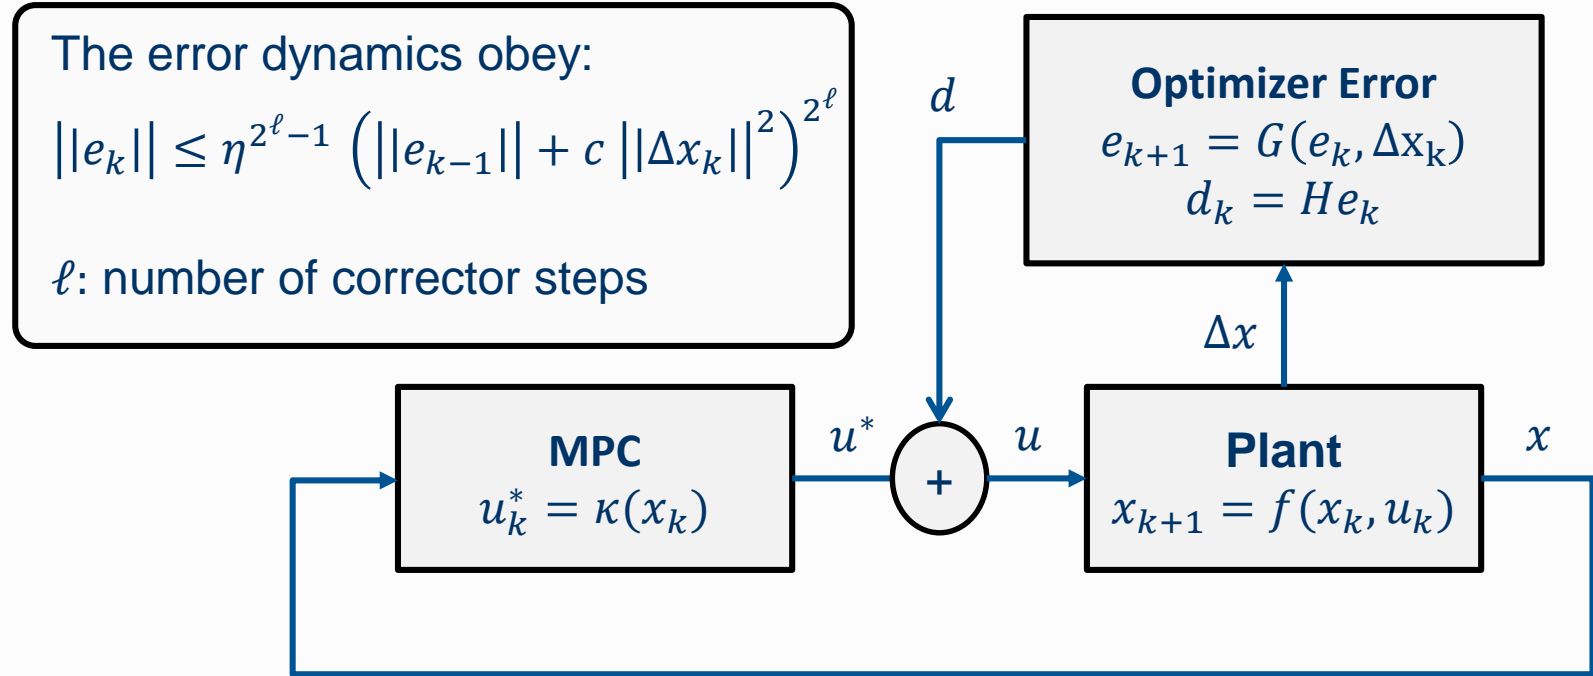 The error dynamics obey:
||e_k|| ≤ η^{2^ℓ−1} (||e_{k−1}|| + c ||Δx_k||^2)^{2^ℓ}
ℓ: number of corrector steps
d
Optimizer Error
e_{k+1} = G(e_k, Δx_k)
d_k = He_k
Δx
MPC
u_k^* = κ(x_k)
u^*
+
u
Plant
x_{k+1} = f(x_k, u_k)
x